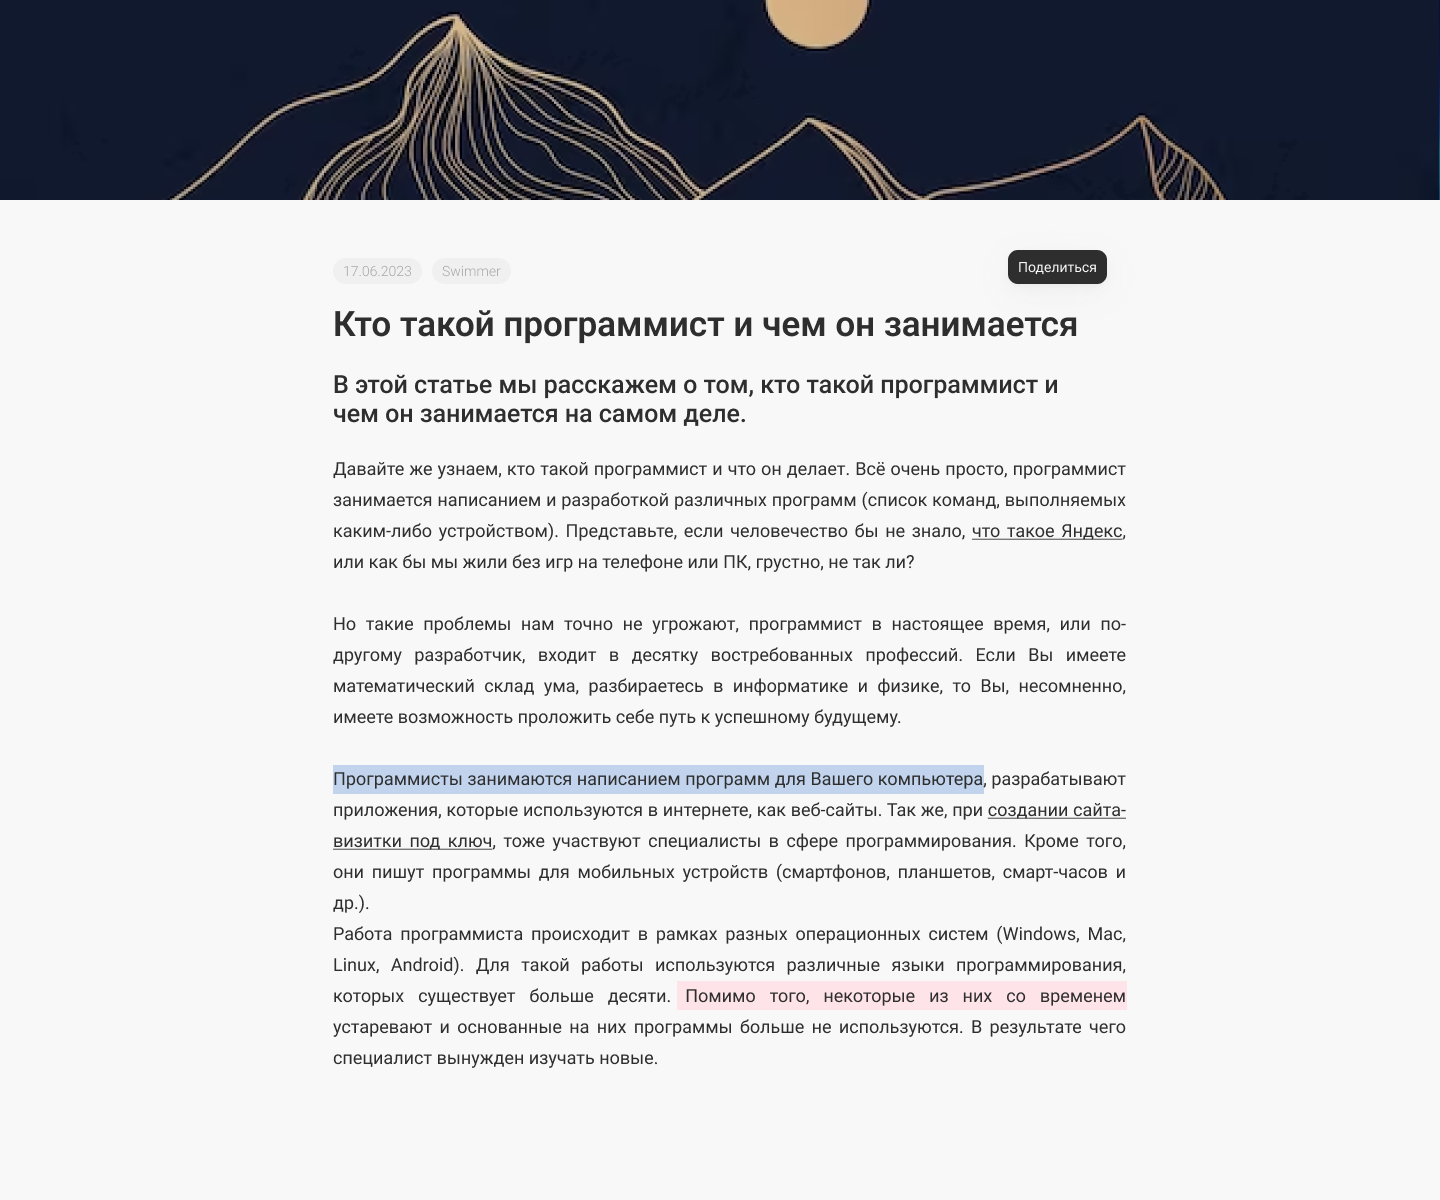 17.06.2023 Swimmer Поделиться
Кто такой программист и чем он занимается
В этой статье мы расскажем о том, кто такой программист и
чем он занимается на самом деле.
Давайте же узнаем, кто такой программист и что он делает. Всё очень просто, программист
занимается написанием и разработкой различных программ (список команд, выполняемых
каким-либо устройством). Представьте, если человечество бы не знало, что такое Яндекс,
или как бы мы жили без игр на телефоне или ПК, грустно, не так ли?
Но такие проблемы нам точно не угрожают, программист в настоящее время, или по-
другому разработчик, входит в десятку востребованных профессий. Если Вы имеете
математический склад ума, разбираетесь в информатике и физике, то Вы, несомненно,
имеете возможность проложить себе путь к успешному будущему.
Программисты занимаются написанием программ для Вашего компьютера, разрабатывают
приложения, которые используются в интернете, как веб-сайты. Так же, при создании сайта-
визитки под ключ, тоже участвуют специалисты в сфере программирования. Кроме того,
они пишут программы для мобильных устройств (смартфонов, планшетов, смарт-часов и
др.).
Работа программиста происходит в рамках разных операционных систем (Windows, Mac,
Linux, Android). Для такой работы используются различные языки программирования,
которых существует больше десяти. Помимо того, некоторые из них со временем
устаревают и основанные на них программы больше не используются. В результате чего
специалист вынужден изучать новые.